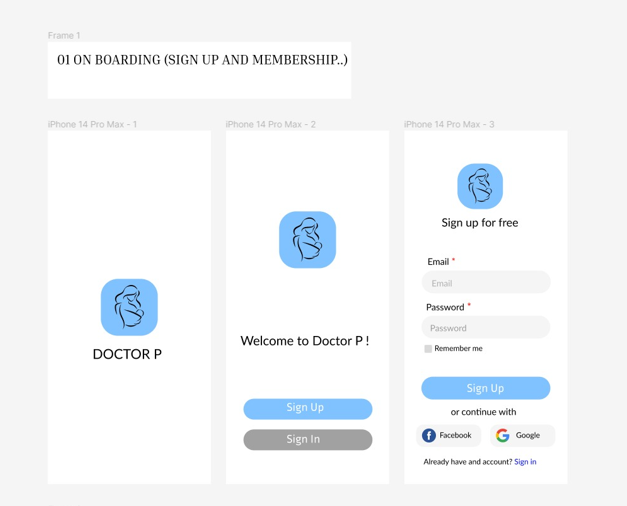 Frame 1
01 ON BOARDING (SIGN UP AND MEMBERSHIP..)
iPhone 14 Pro Max - 1
DOCTOR P
iPhone 14 Pro Max - 2
Welcome to Doctor P !
Sign Up
Sign In
iPhone 14 Pro Max - 3
Sign up for free
Email *
Email
Password *
Password
Remember me
Sign Up
or continue with
Facebook
Google
Already have and account? Sign in